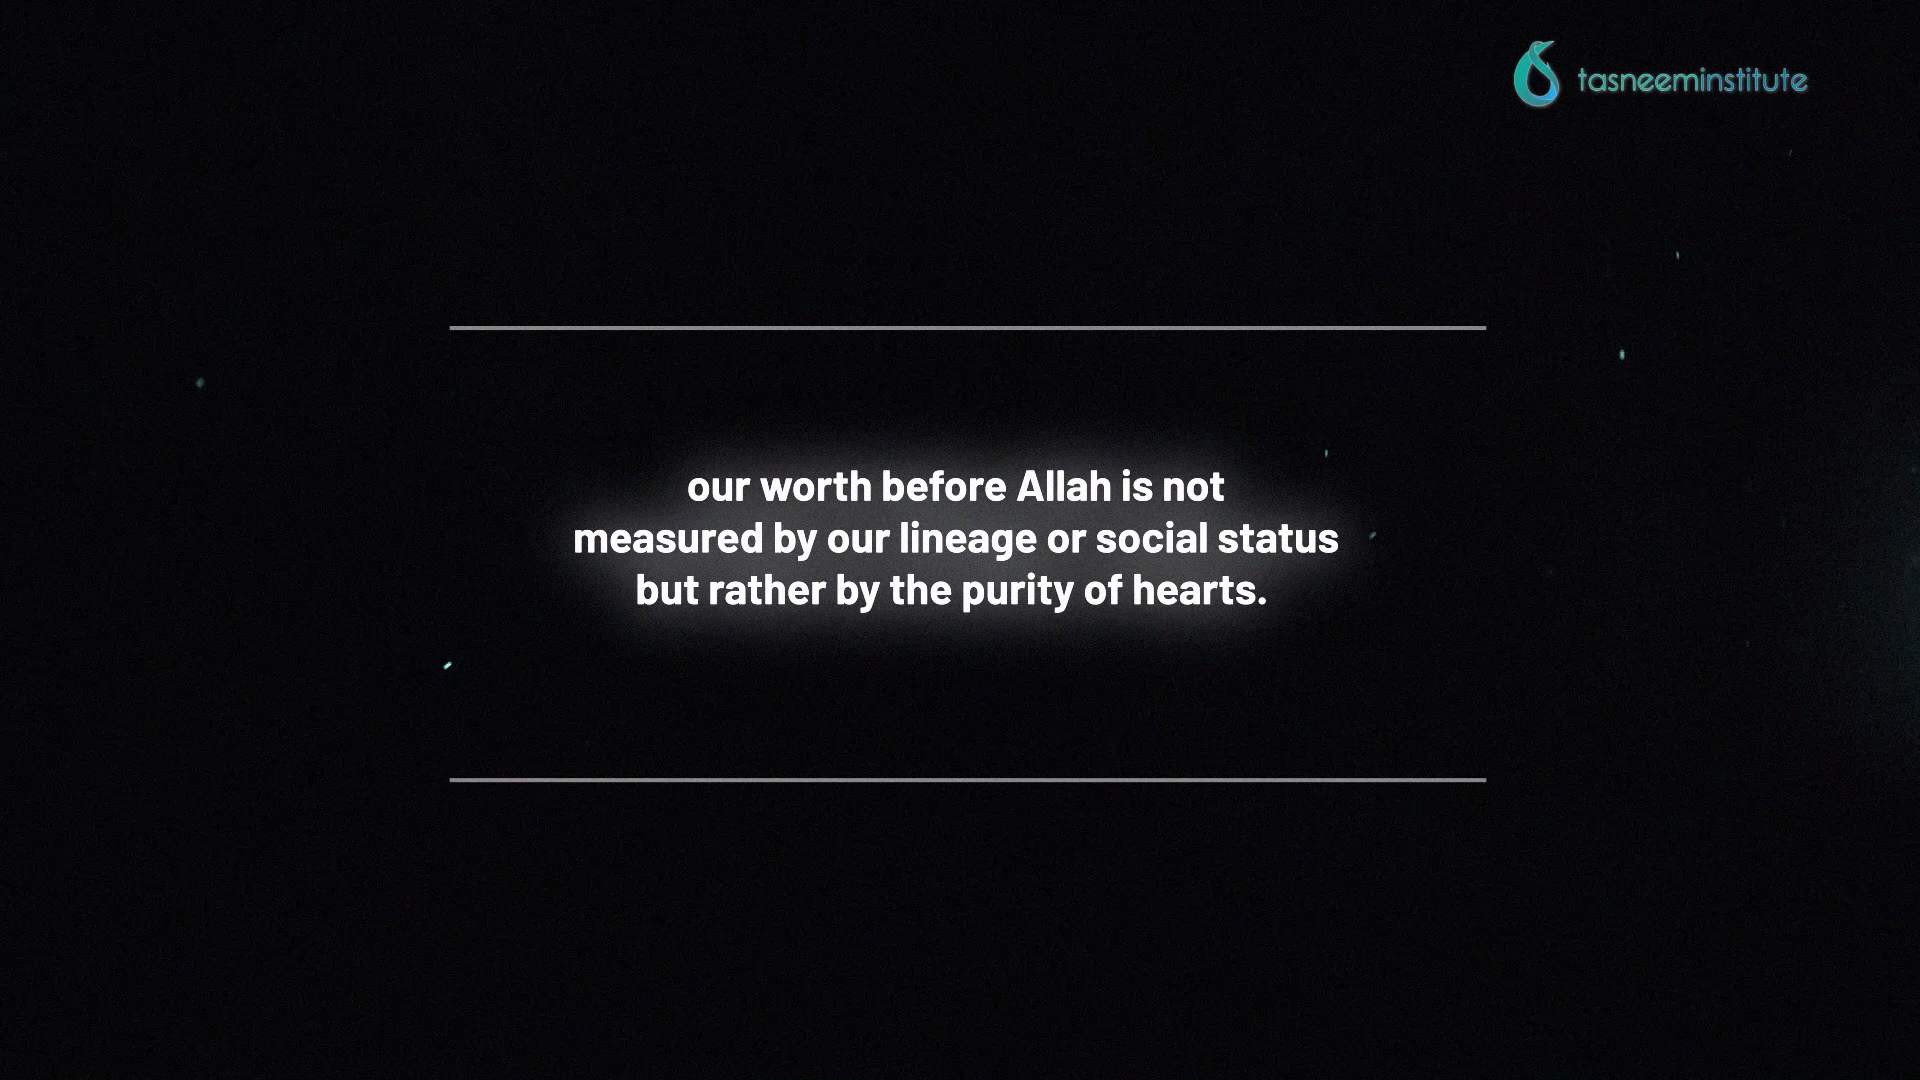 tasneeminstitute
our worth before Allah is not
measured by our lineage or social status
but rather by the purity of hearts.